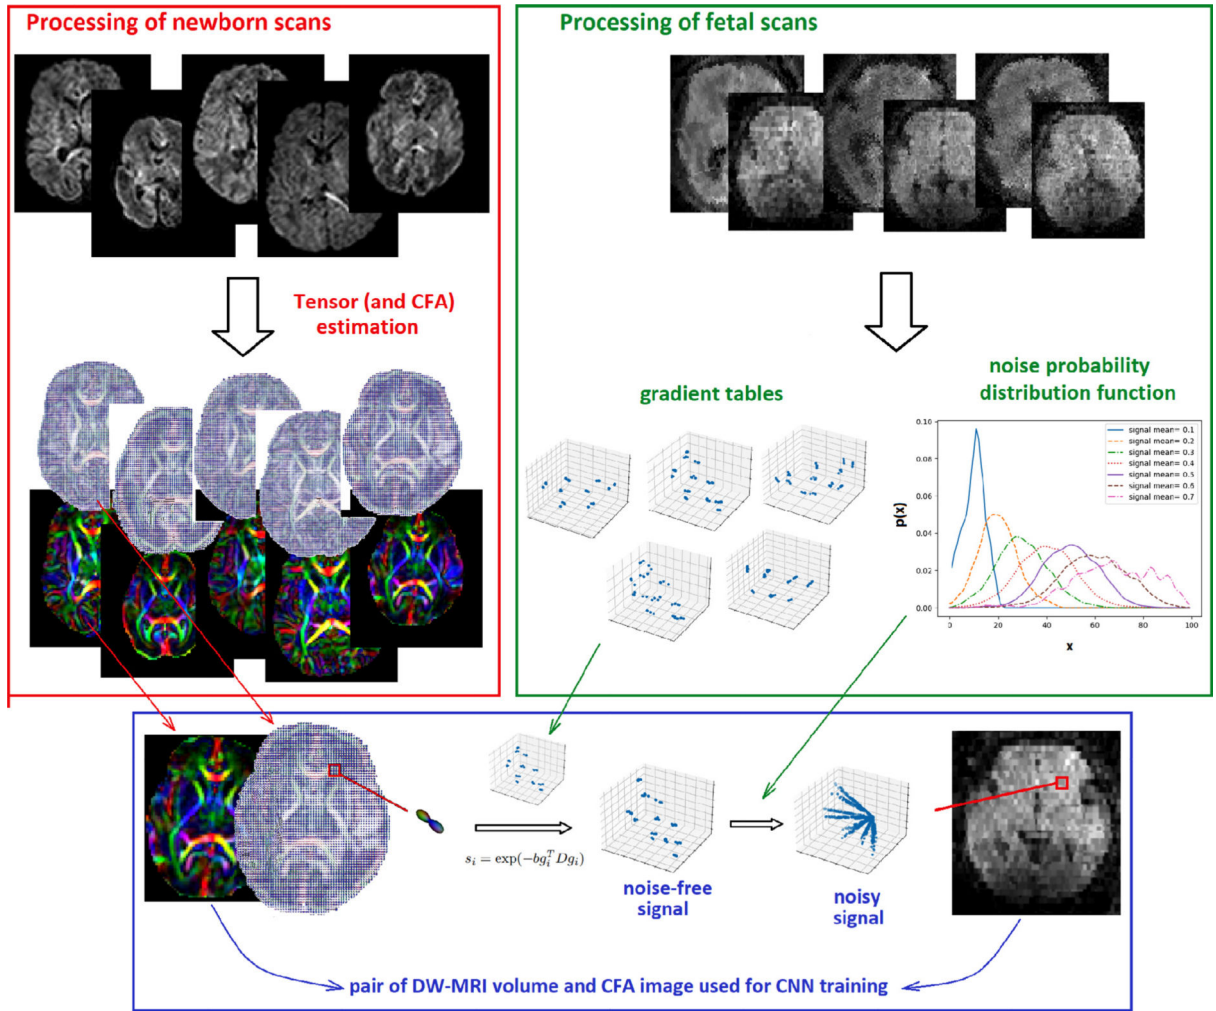 Processing of newborn scans
Processing of fetal scans
Tensor (and CFA)
estimation
gradient tables
noise probability
distribution function
signal mean= 0.1
signal mean= 0.2
signal mean= 0.3
signal mean= 0.4
signal mean= 0.5
signal mean= 0.6
signal mean= 0.7
0.10
0.08
0.06
0.04
0.02
0.00
p(x)
0 20 40 60 80 100
x
s_i = exp(−bg_i^T Dg_i)
noise-free
signal
noisy
signal
pair of DW-MRI volume and CFA image used for CNN training